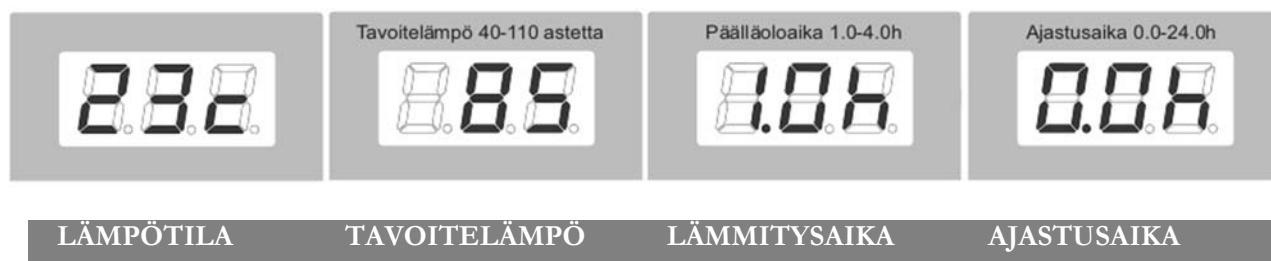 Tavoitelämpö 40-110 astetta
Päälläoloaika 1.0-4.0h
Ajastusaika 0.0-24.0h
23c
85
1.0h
0.0h
LÄMPÖTILA
TAVOITELÄMPÖ
LÄMMITYSAIKA
AJASTUSAIKA